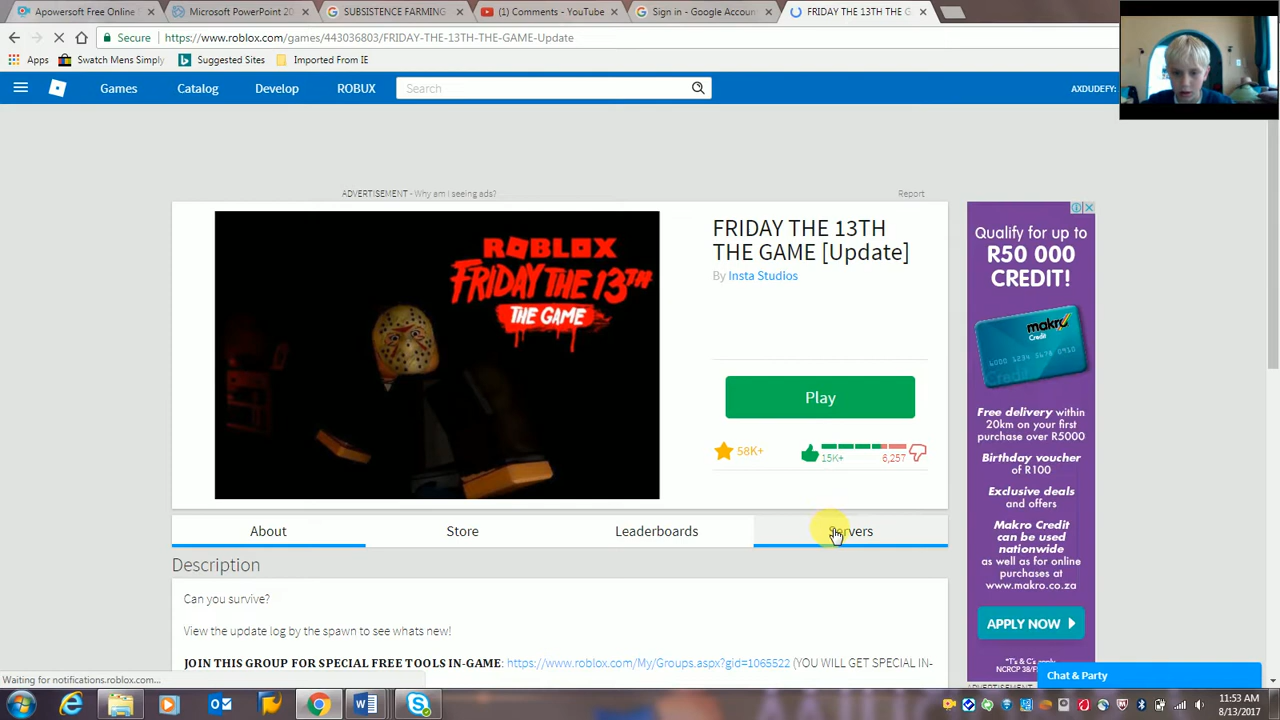 Apowersoft Free Online
Microsoft PowerPoint 20
SUBSISTENCE FARMING
(1) Comments - YouTube
Sign in - Google Accoun
FRIDAY THE 13TH THE G
Secure
https://www.roblox.com/games/443036803/FRIDAY-THE-13TH-THE-GAME-Update
Apps
Swatch Mens Simply
Suggested Sites
Imported From IE
Games
Catalog
Develop
ROBUX
Search
AXDUDEFY:
ADVERTISEMENT - Why am I seeing ads?
Report
ROBLOX
FRIDAY THE 13TH
THE GAME
FRIDAY THE 13TH
THE GAME [Update]
By Insta Studios
Play
58K+
15K+
6,257
Qualify for up to
R50 000
CREDIT!
makro
Credit
Free delivery within
20km on your first
purchase over R5000
Birthday voucher
of R100
Exclusive deals
and offers
Makro Credit
can be used
nationwide
as well as for online
purchases at
www.makro.co.za
APPLY NOW
*T's & C's apply.
About
Store
Leaderboards
Servers
Description
Can you survive?
View the update log by the spawn to see whats new!
JOIN THIS GROUP FOR SPECIAL FREE TOOLS IN-GAME: https://www.roblox.com/My/Groups.aspx?gid=1065522 (YOU WILL GET SPECIAL IN-
Chat & Party
Waiting for notifications.roblox.com...
11:53 AM
8/13/2017